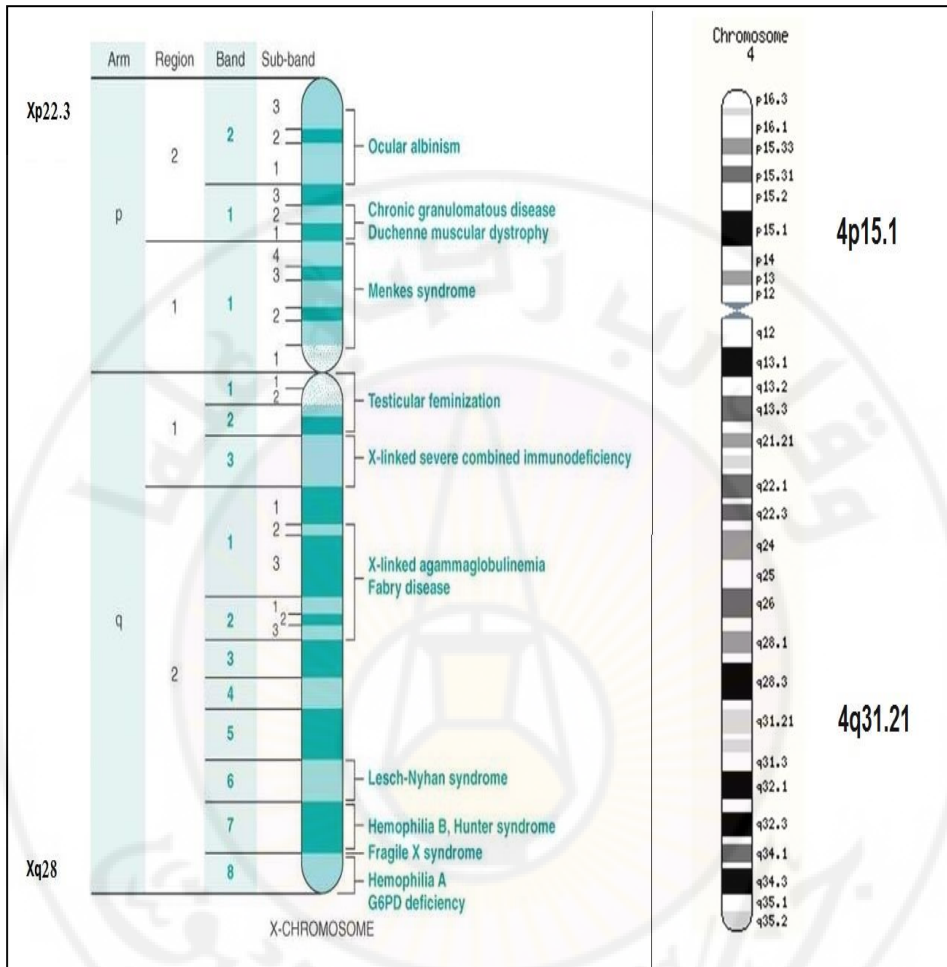 Arm Region Band Sub-band
Xp22.3
p
2
2
3
2
1
1
3
2
1
1
1
4
3
2
1
q
1
1
1
2
2
3
2
1
1
2
3
2
1
2
3
3
4
5
6
7
8
Xq28
Ocular albinism
Chronic granulomatous disease
Duchenne muscular dystrophy
Menkes syndrome
Testicular feminization
X-linked severe combined immunodeficiency
X-linked agammaglobulinemia
Fabry disease
Lesch-Nyhan syndrome
Hemophilia B, Hunter syndrome
Fragile X syndrome
Hemophilia A
G6PD deficiency
X-CHROMOSOME
Chromosome
4
p16.3
p16.1
p15.33
p15.31
p15.2
p15.1
p14
p13
p12
q12
q13.1
q13.2
q13.3
q21.21
q22.1
q22.3
q24
q25
q26
q28.1
q28.3
q31.21
q31.3
q32.1
q32.3
q34.1
q34.3
q35.1
q35.2
4p15.1
4q31.21